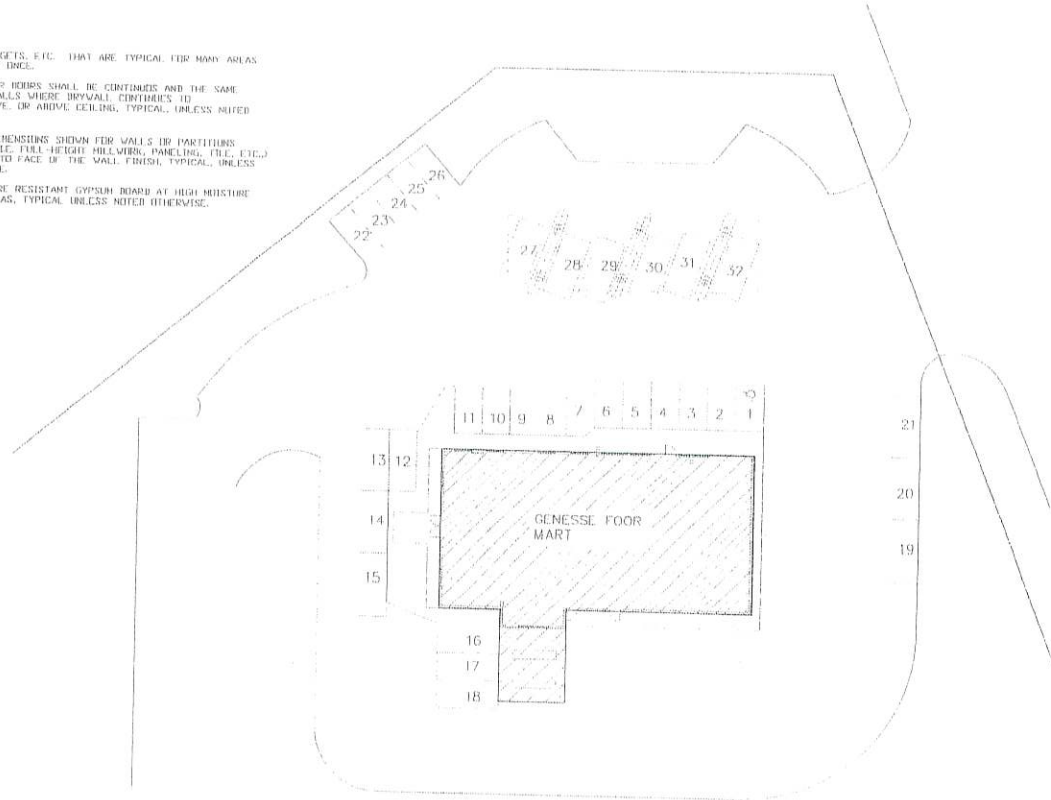 GETS, ETC. THAT ARE TYPICAL FOR MANY AREAS
ONCE.
R DOORS SHALL BE CONTINUOS AND THE SAME
ALLS WHERE DRYWALL CONTINUES TO
VE, OR ABOVE CEILING, TYPICAL, UNLESS NOTED
MENSIONS SHOWN FOR WALLS OR PARTITIONS
LE, FULL-HEIGHT MILLWORK, PANELING, TILE, ETC.,)
TO FACE OF THE WALL FINISH, TYPICAL, UNLESS
E.
RE RESISTANT GYPSUM BOARD AT HIGH MOISTURE
AS, TYPICAL UNLESS NOTED OTHERWISE.
26
25
24
23
22
27 28 29 30 31 32
11 10 9 8 7 6 5 4 3 2 1
21
13 12
20
14
GENESSE FOOR
MART
19
15
16
17
18